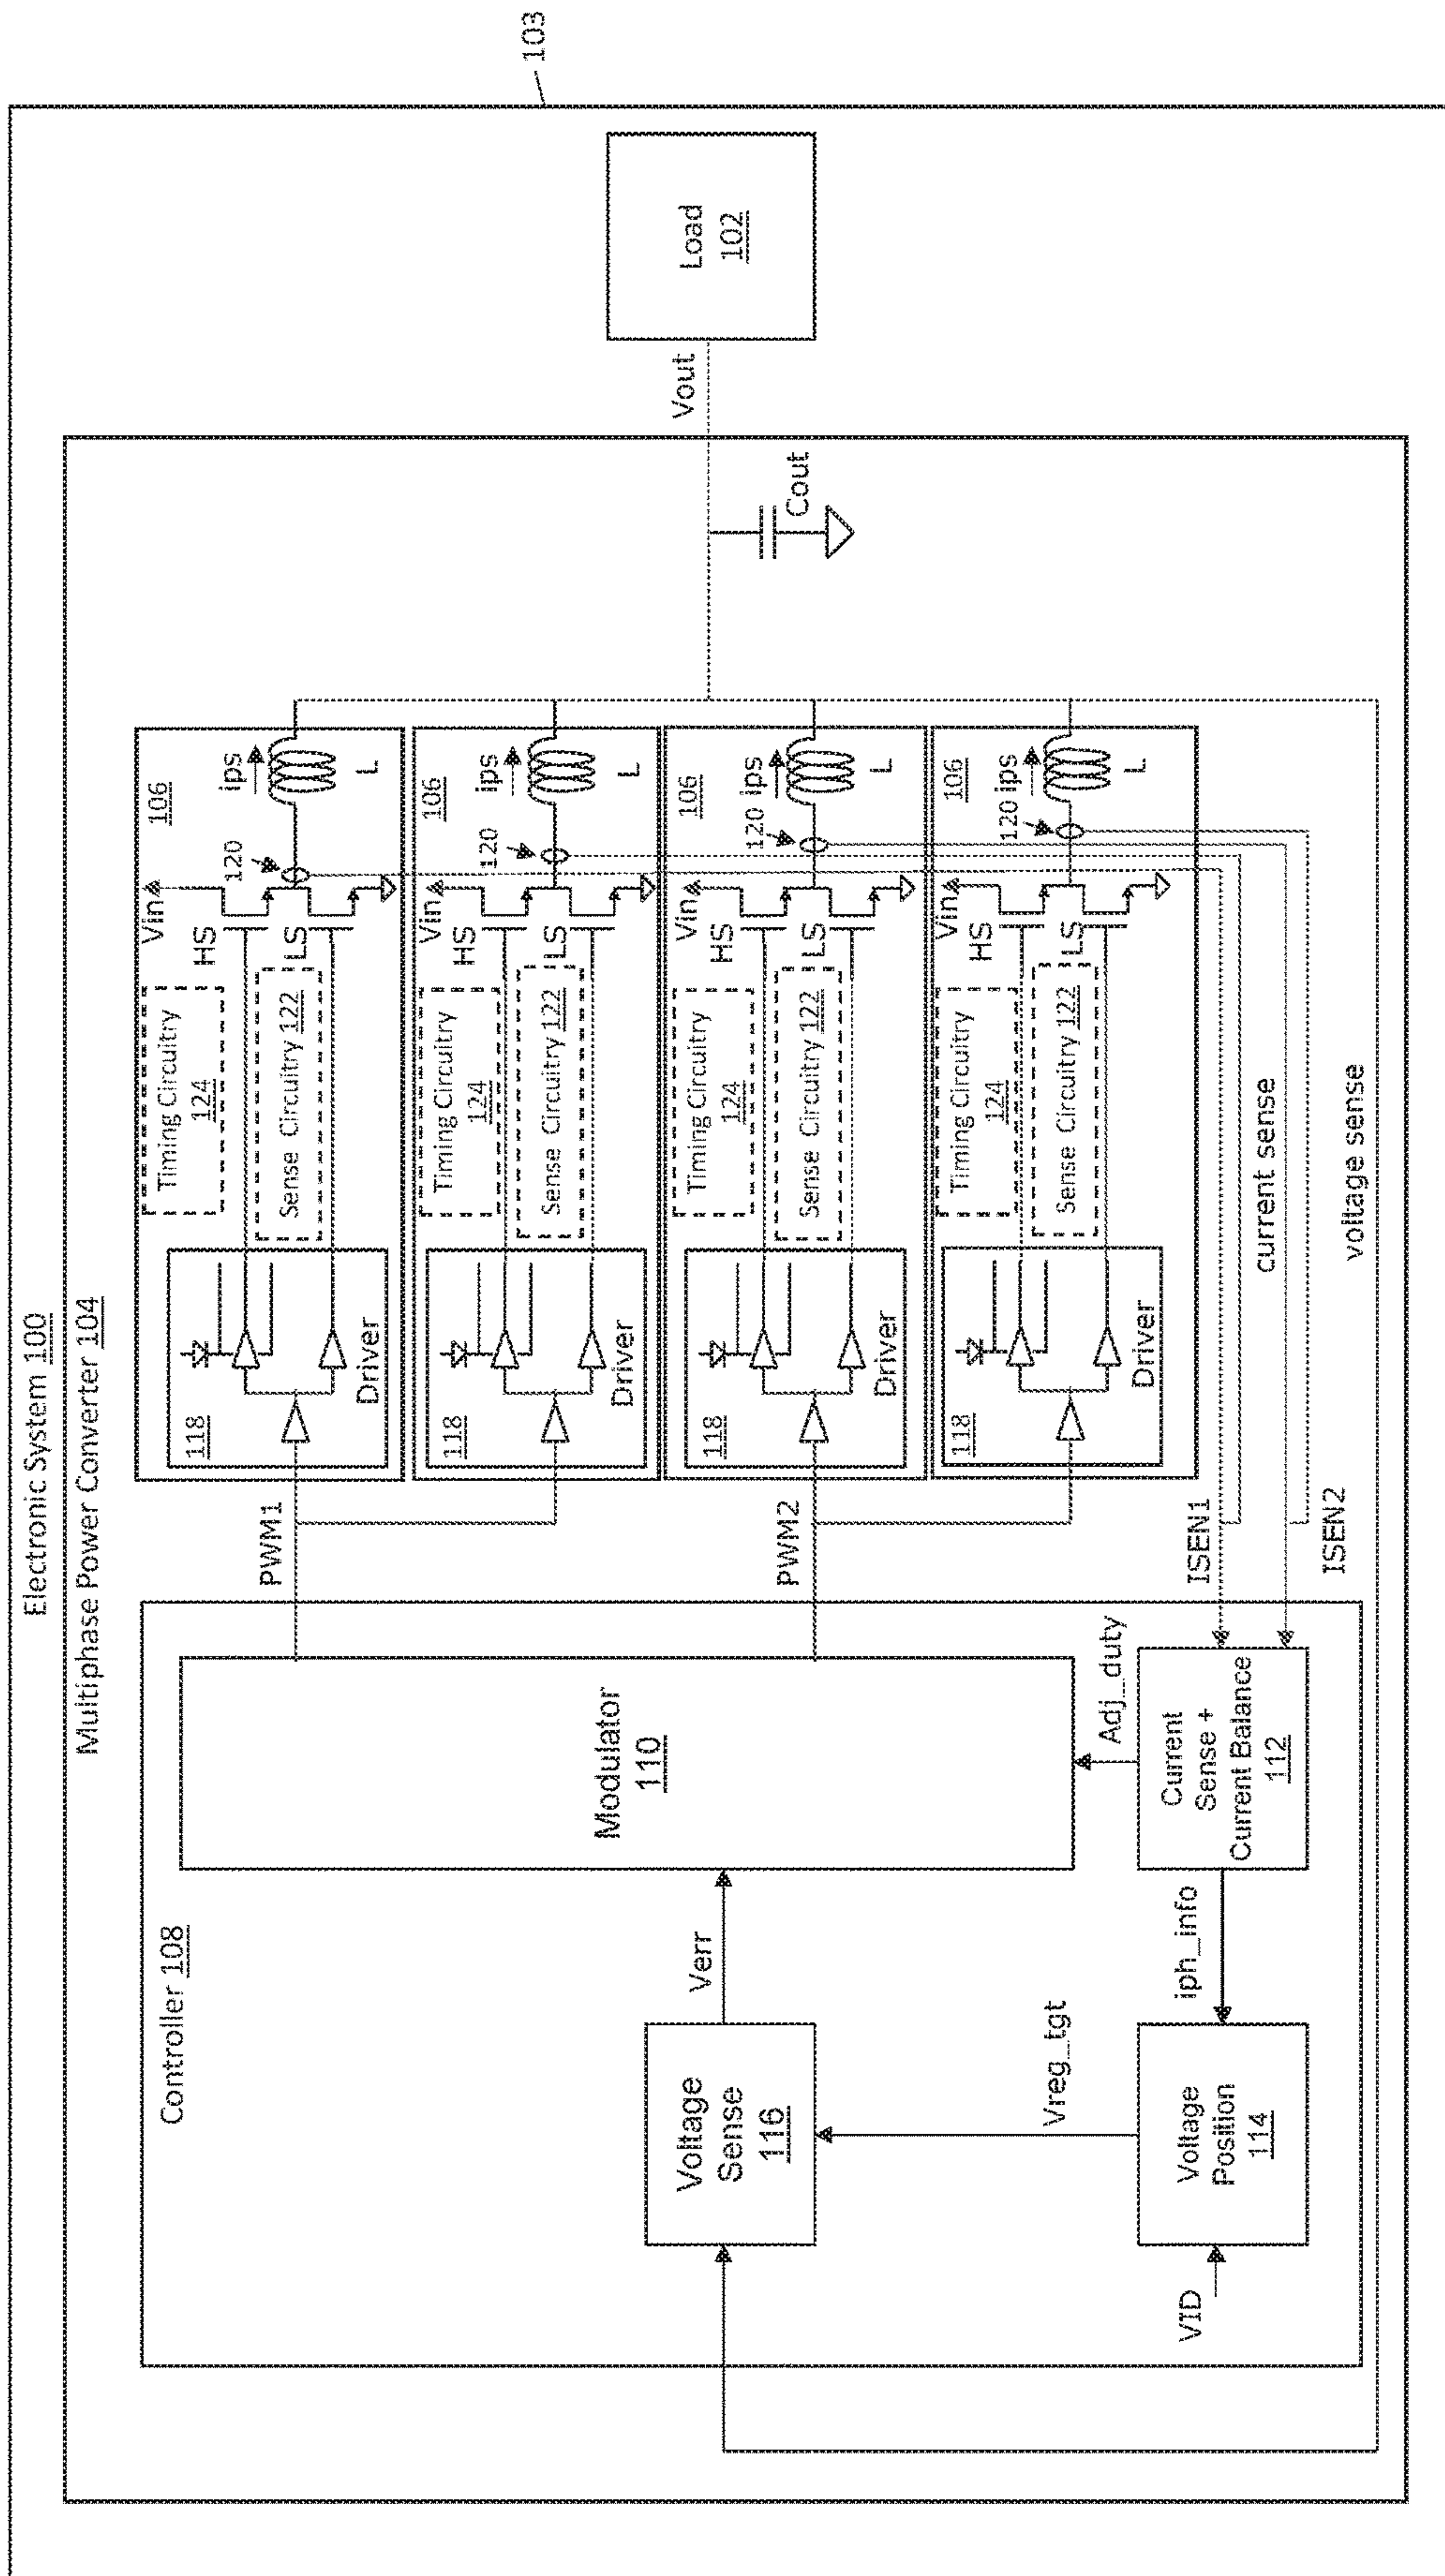 Electronic System 100
103
Multiphase Power Converter 104
Controller 108
Voltage
Sense
116
Verr
Vreg_tgt
VID
Voltage
Position
114
iph_info
Current
Sense +
Current Balance
112
Adj_duty
Modulator
110
PWM1
PWM2
ISEN1
ISEN2
current sense
voltage sense
118
Driver
Timing Circuitry
124
Sense Circuitry 122
Vin
HS
LS
120
106
ips
L
118
Driver
Timing Circuitry
124
Sense Circuitry 122
Vin
HS
LS
120
106
ips
L
118
Driver
Timing Circuitry
124
Sense Circuitry 122
Vin
HS
LS
120
106
ips
L
118
Driver
Timing Circuitry
124
Sense Circuitry 122
Vin
HS
LS
120
106
ips
L
Cout
Vout
Load
102